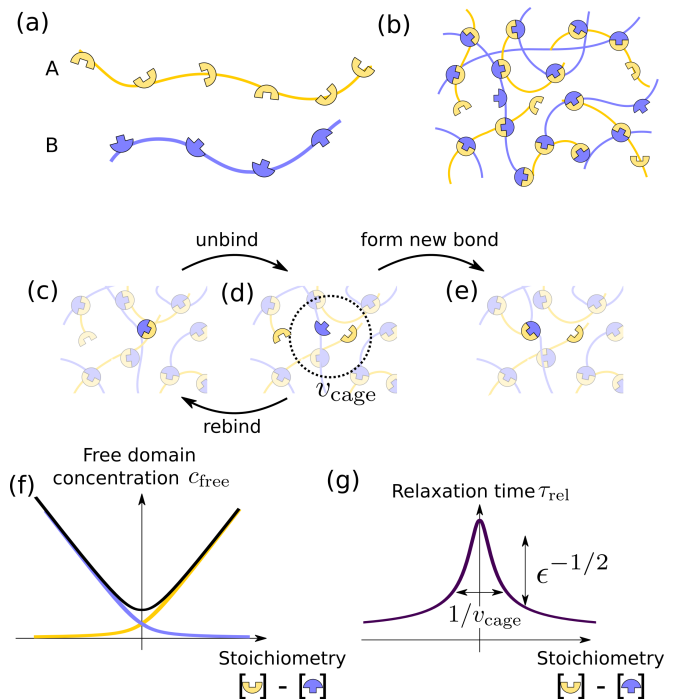 (a)
(b)
A
B
unbind
form new bond
(c)
(d)
(e)
v_cage
rebind
(f)
Free domain
concentration c_free
(g)
Relaxation time τ_rel
ϵ^{-1/2}
1/v_cage
Stoichiometry
[ ] - [ ]
Stoichiometry
[ ] - [ ]